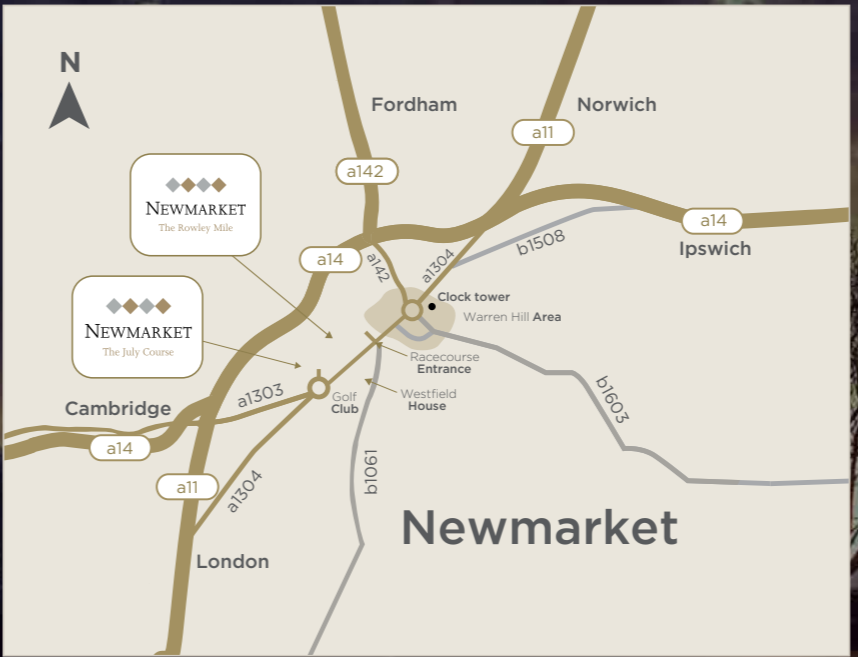 N
Fordham
Norwich
a11
a142
NEWMARKET
The Rowley Mile
a14
Ipswich
b1508
a14
a142
a1304
NEWMARKET
The July Course
Clock tower
Warren Hill Area
Racecourse
Entrance
Westfield
House
Golf
Club
a1303
Cambridge
a14
b1603
b1061
a11
a1304
Newmarket
London